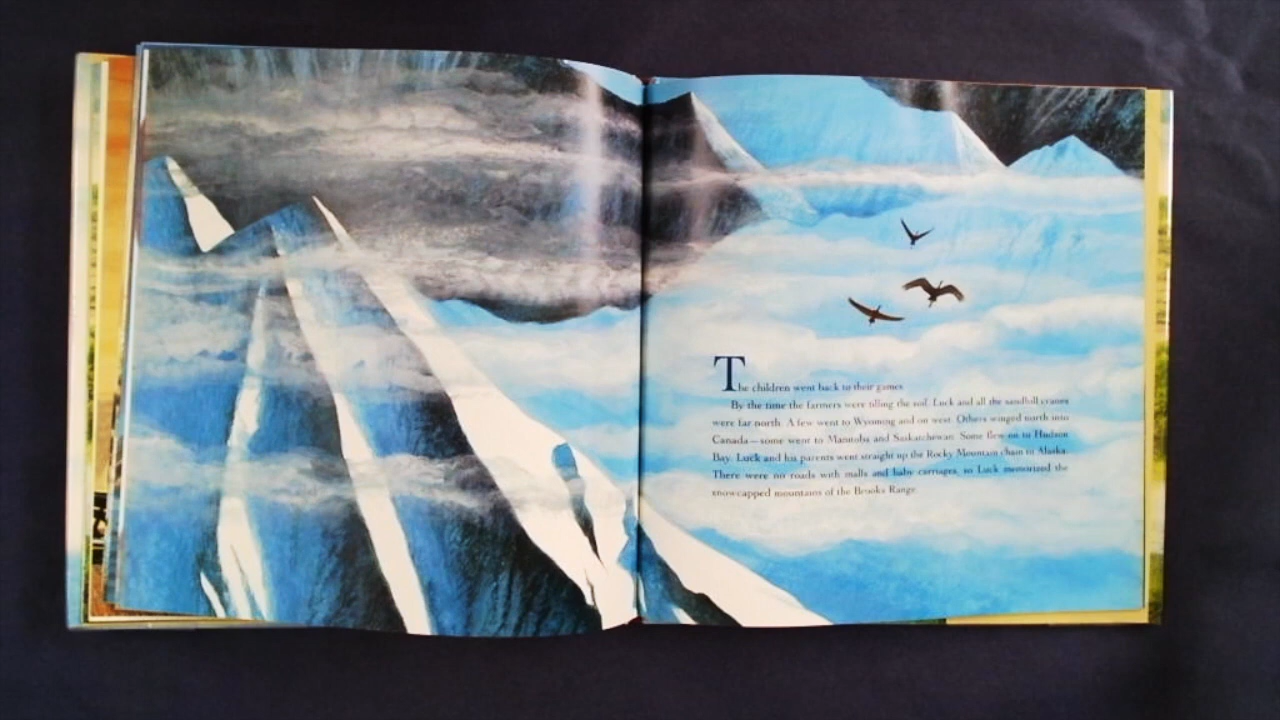 The children went back to their games.
By the time the farmers were tilling the soil, Luck and all the sandhill cranes
were far north. A few went to Wyoming and on west. Others winged north into
Canada—some went to Manitoba and Saskatchewan. Some flew on to Hudson
Bay. Luck and his parents went straight up the Rocky Mountain chain to Alaska.
There were no roads with malls and baby carriages, so Luck memorized the
snowcapped mountains of the Brooks Range.